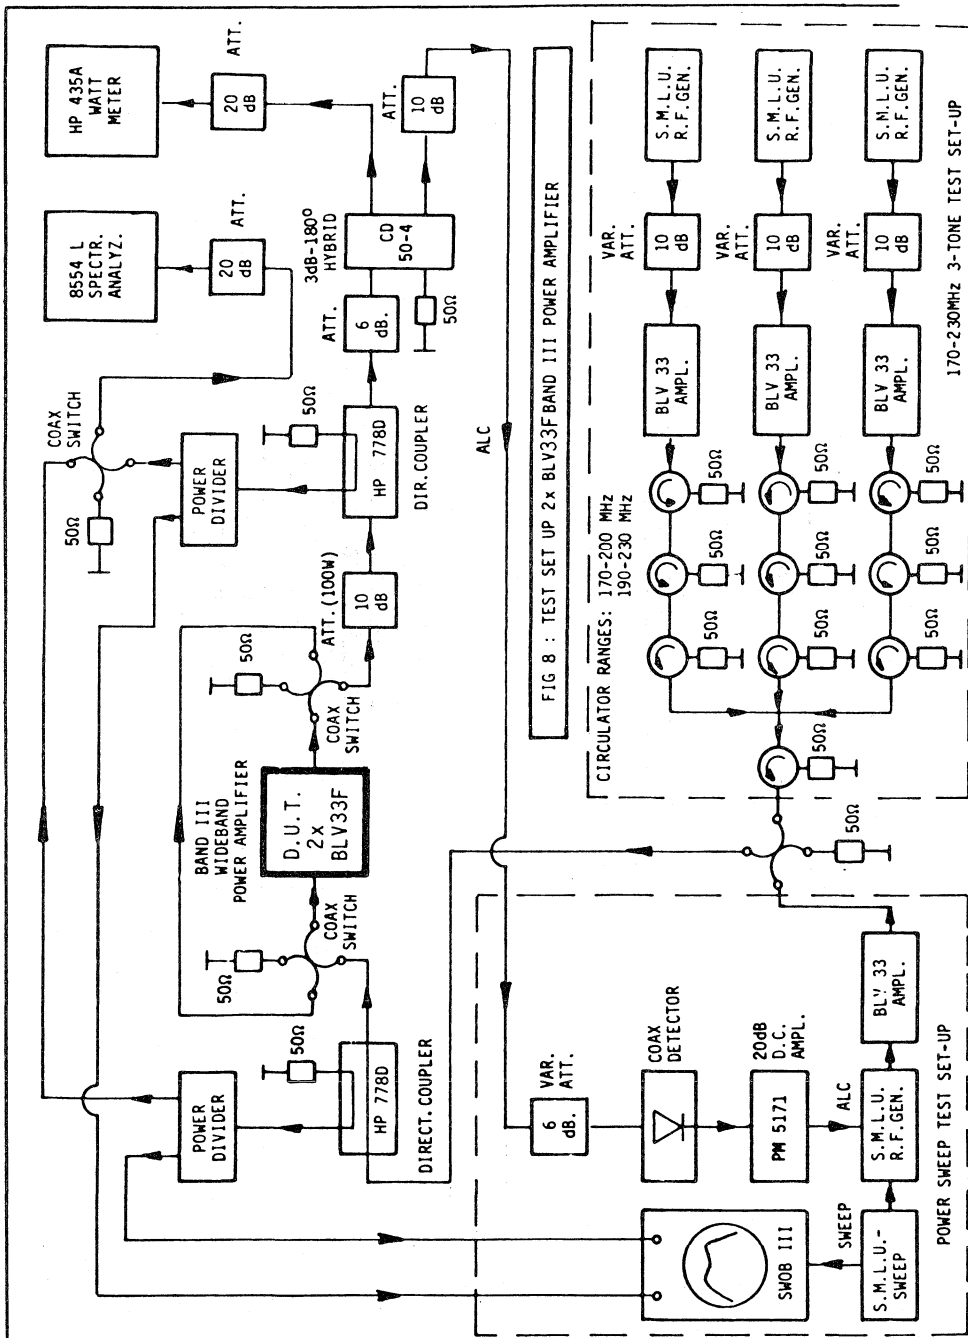 HP 435A
WATT
METER
ATT.
20
dB
8554 L
SPECTR.
ANALYZ.
ATT.
20
dB
ATT.
10
dB
3dB-180°
HYBRID
CD
50-4
50Ω
ATT.
6
dB.
COAX
SWITCH
50Ω
POWER
DIVIDER
50Ω
HP 778D
DIR.COUPLER
ATT.(100W)
10
dB
50Ω
COAX
SWITCH
BAND III
WIDEBAND
POWER AMPLIFIER
D.U.T.
2x
BLV33F
COAX
SWITCH
50Ω
POWER
DIVIDER
50Ω
HP 778D
DIRECT.COUPLER
ALC
FIG 8 : TEST SET UP 2x BLV33F BAND III POWER AMPLIFIER
S.M.L.U.
R.F.GEN.
S.M.L.U.
R.F.GEN.
S.M.L.U.
R.F.GEN.
VAR.
ATT.
10
dB
VAR.
ATT.
10
dB
VAR.
ATT.
10
dB
BLV 33
AMPL.
BLV 33
AMPL.
BLV 33
AMPL.
50Ω
50Ω
50Ω
50Ω
50Ω
50Ω
50Ω
50Ω
50Ω
50Ω
CIRCULATOR RANGES: 170-200 MHz
190-230 MHz
170-230MHz 3-TONE TEST SET-UP
50Ω
VAR.
ATT.
6
dB.
COAX
DETECTOR
20dB
D.C.
AMPL.
PM 5171
ALC
BLV 33
AMPL.
S.M.L.U.
R.F.GEN.
S.M.L.U.-
SWEEP
SWEEP
SWOB III
POWER SWEEP TEST SET-UP